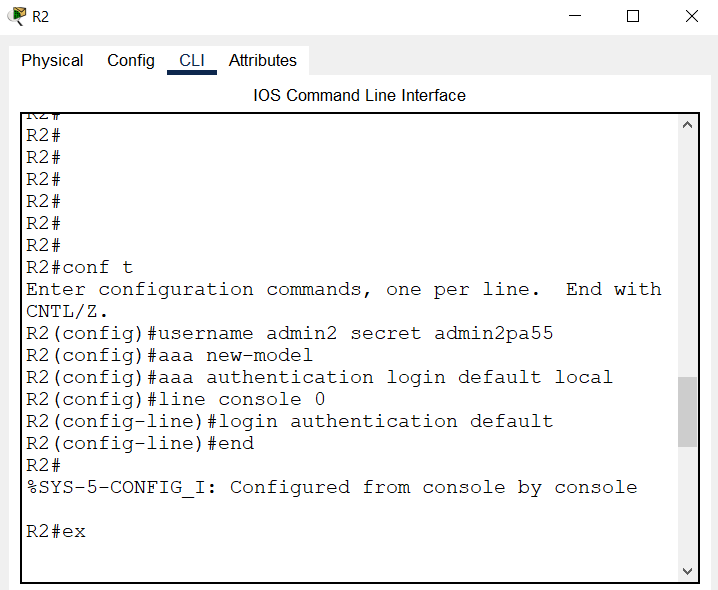 R2
Physical Config CLI Attributes
IOS Command Line Interface
R2#
R2#
R2#
R2#
R2#
R2#
R2#
R2#conf t
Enter configuration commands, one per line.  End with
CNTL/Z.
R2(config)#username admin2 secret admin2pa55
R2(config)#aaa new-model
R2(config)#aaa authentication login default local
R2(config)#line console 0
R2(config-line)#login authentication default
R2(config-line)#end
R2#
%SYS-5-CONFIG_I: Configured from console by console
R2#ex